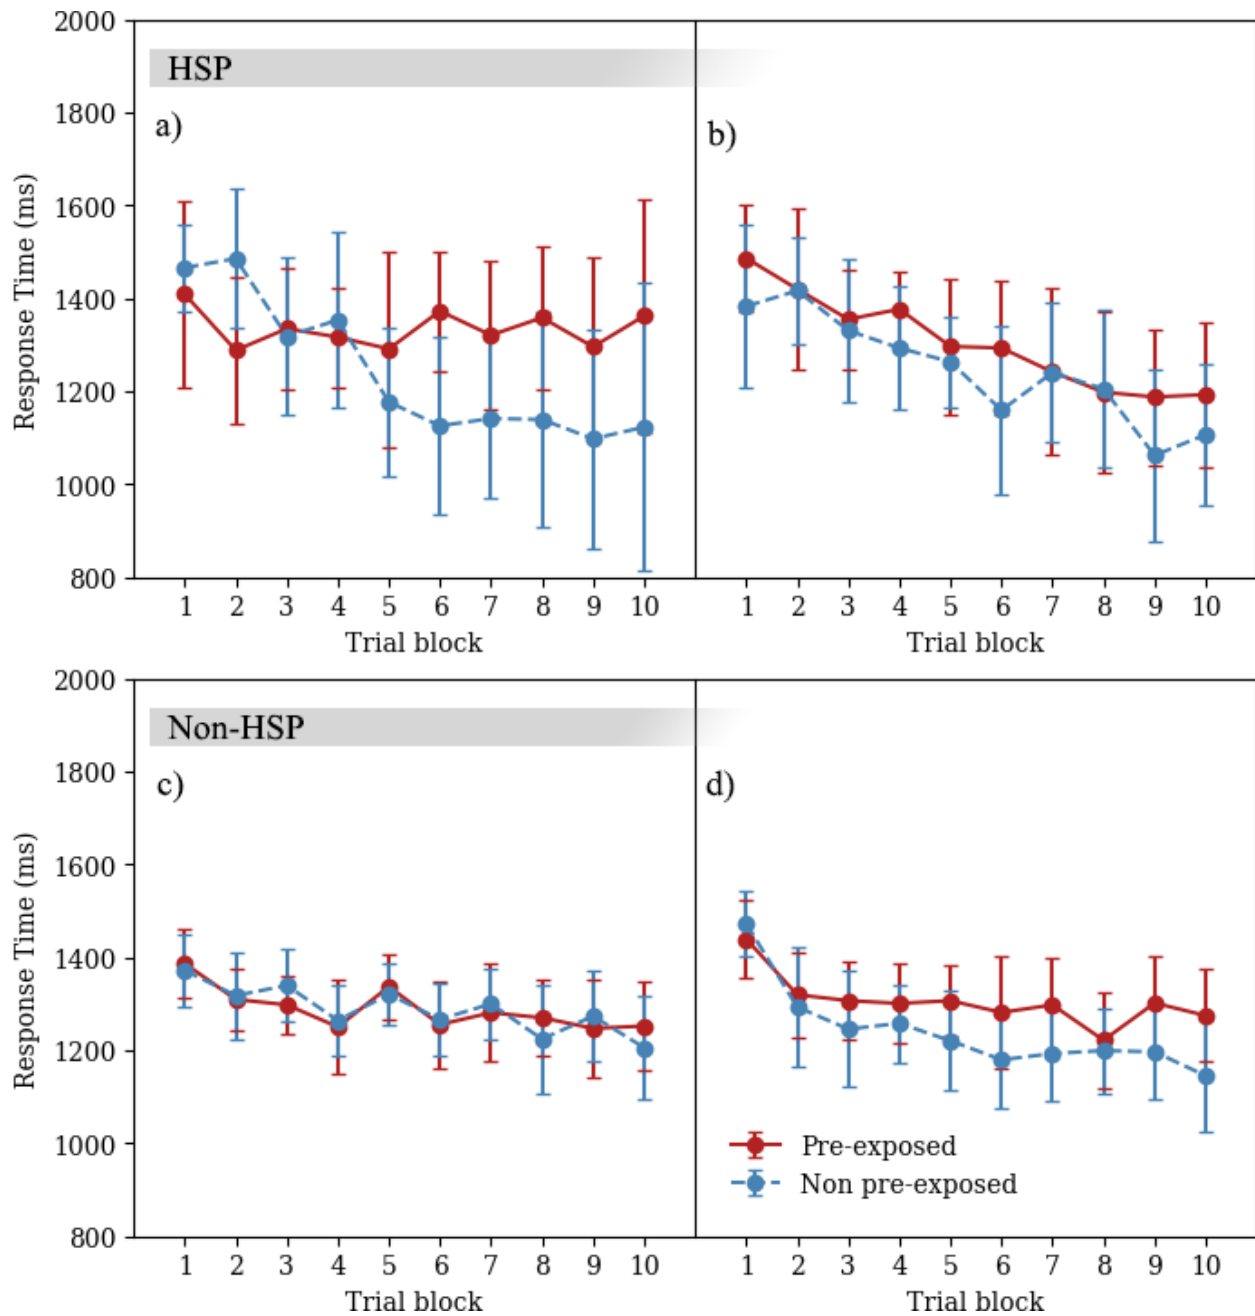 2000
HSP
a)
b)
1800
1600
1400
1200
1000
800
Response Time (ms)
1 2 3 4 5 6 7 8 9 10
1 2 3 4 5 6 7 8 9 10
Trial block
Trial block
2000
Non-HSP
c)
d)
1800
1600
1400
1200
1000
800
Response Time (ms)
Pre-exposed
Non pre-exposed
1 2 3 4 5 6 7 8 9 10
1 2 3 4 5 6 7 8 9 10
Trial block
Trial block